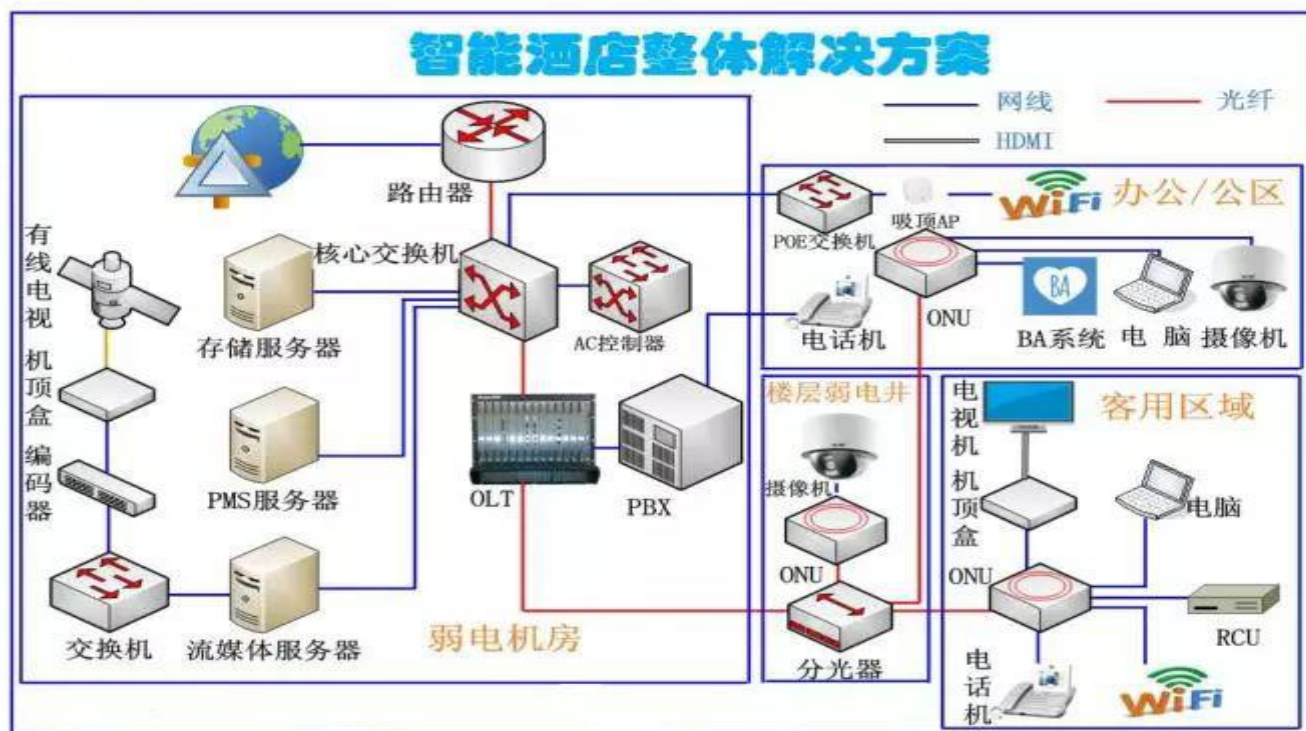 智能酒店整体解决方案
网线
光纤
HDMI
路由器
有线电视
核心交换机
存储服务器
AC控制器
机顶盒
编码器
PMS服务器
OLT
PBX
交换机
流媒体服务器
弱电机房
POE交换机
吸顶AP
WiFi
办公/公区
电话机
ONU
BA
BA系统
电脑
摄像机
楼层弱电井
摄像机
ONU
分光器
电视机
客用区域
机顶盒
电脑
ONU
RCU
电话机
WiFi